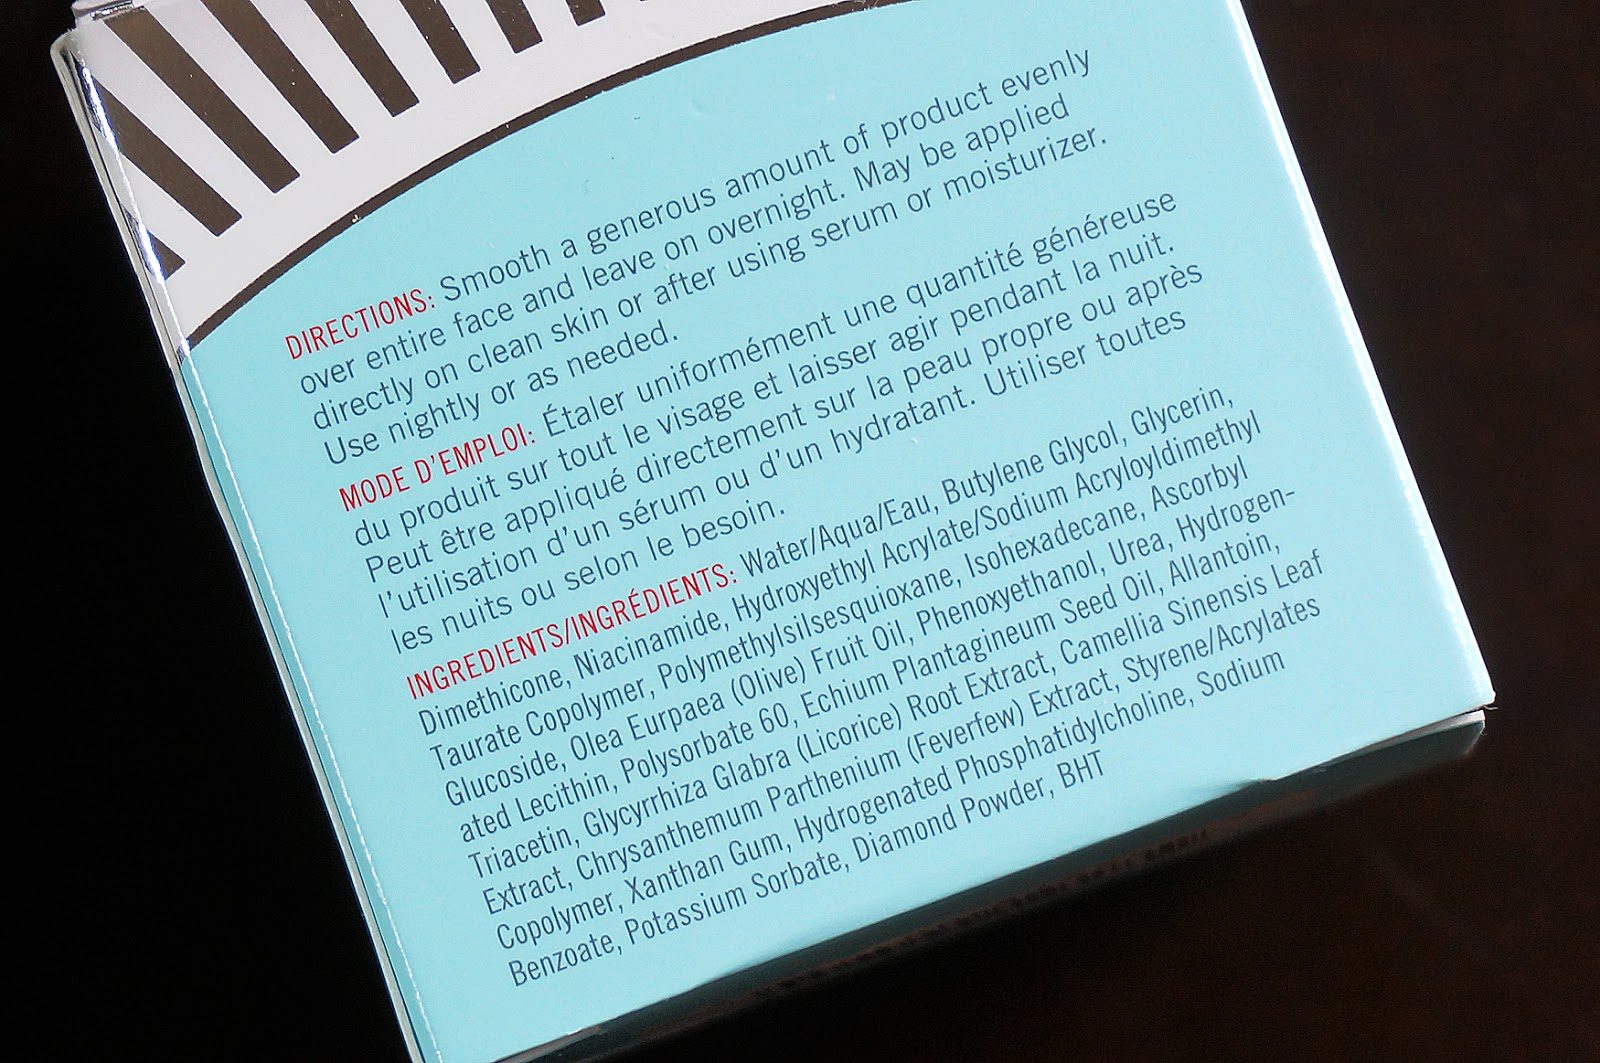 DIRECTIONS: Smooth a generous amount of product evenly
over entire face and leave on overnight. May be applied
directly on clean skin or after using serum or moisturizer.
Use nightly or as needed.
MODE D'EMPLOI: Étaler uniformément une quantité généreuse
du produit sur tout le visage et laisser agir pendant la nuit.
Peut être appliqué directement sur la peau propre ou après
l'utilisation d'un sérum ou d'un hydratant. Utiliser toutes
les nuits ou selon le besoin.
INGREDIENTS/INGRÉDIENTS: Water/Aqua/Eau, Butylene Glycol, Glycerin,
Dimethicone, Niacinamide, Hydroxyethyl Acrylate/Sodium Acryloyldimethyl
Taurate Copolymer, Polymethylsilsesquioxane, Isohexadecane, Ascorbyl
Glucoside, Olea Eurpaea (Olive) Fruit Oil, Phenoxyethanol, Urea, Hydrogen-
ated Lecithin, Polysorbate 60, Echium Plantagineum Seed Oil, Allantoin,
Triacetin, Glycyrrhiza Glabra (Licorice) Root Extract, Camellia Sinensis Leaf
Extract, Chrysanthemum Parthenium (Feverfew) Extract, Styrene/Acrylates
Copolymer, Xanthan Gum, Hydrogenated Phosphatidylcholine, Sodium
Benzoate, Potassium Sorbate, Diamond Powder, BHT